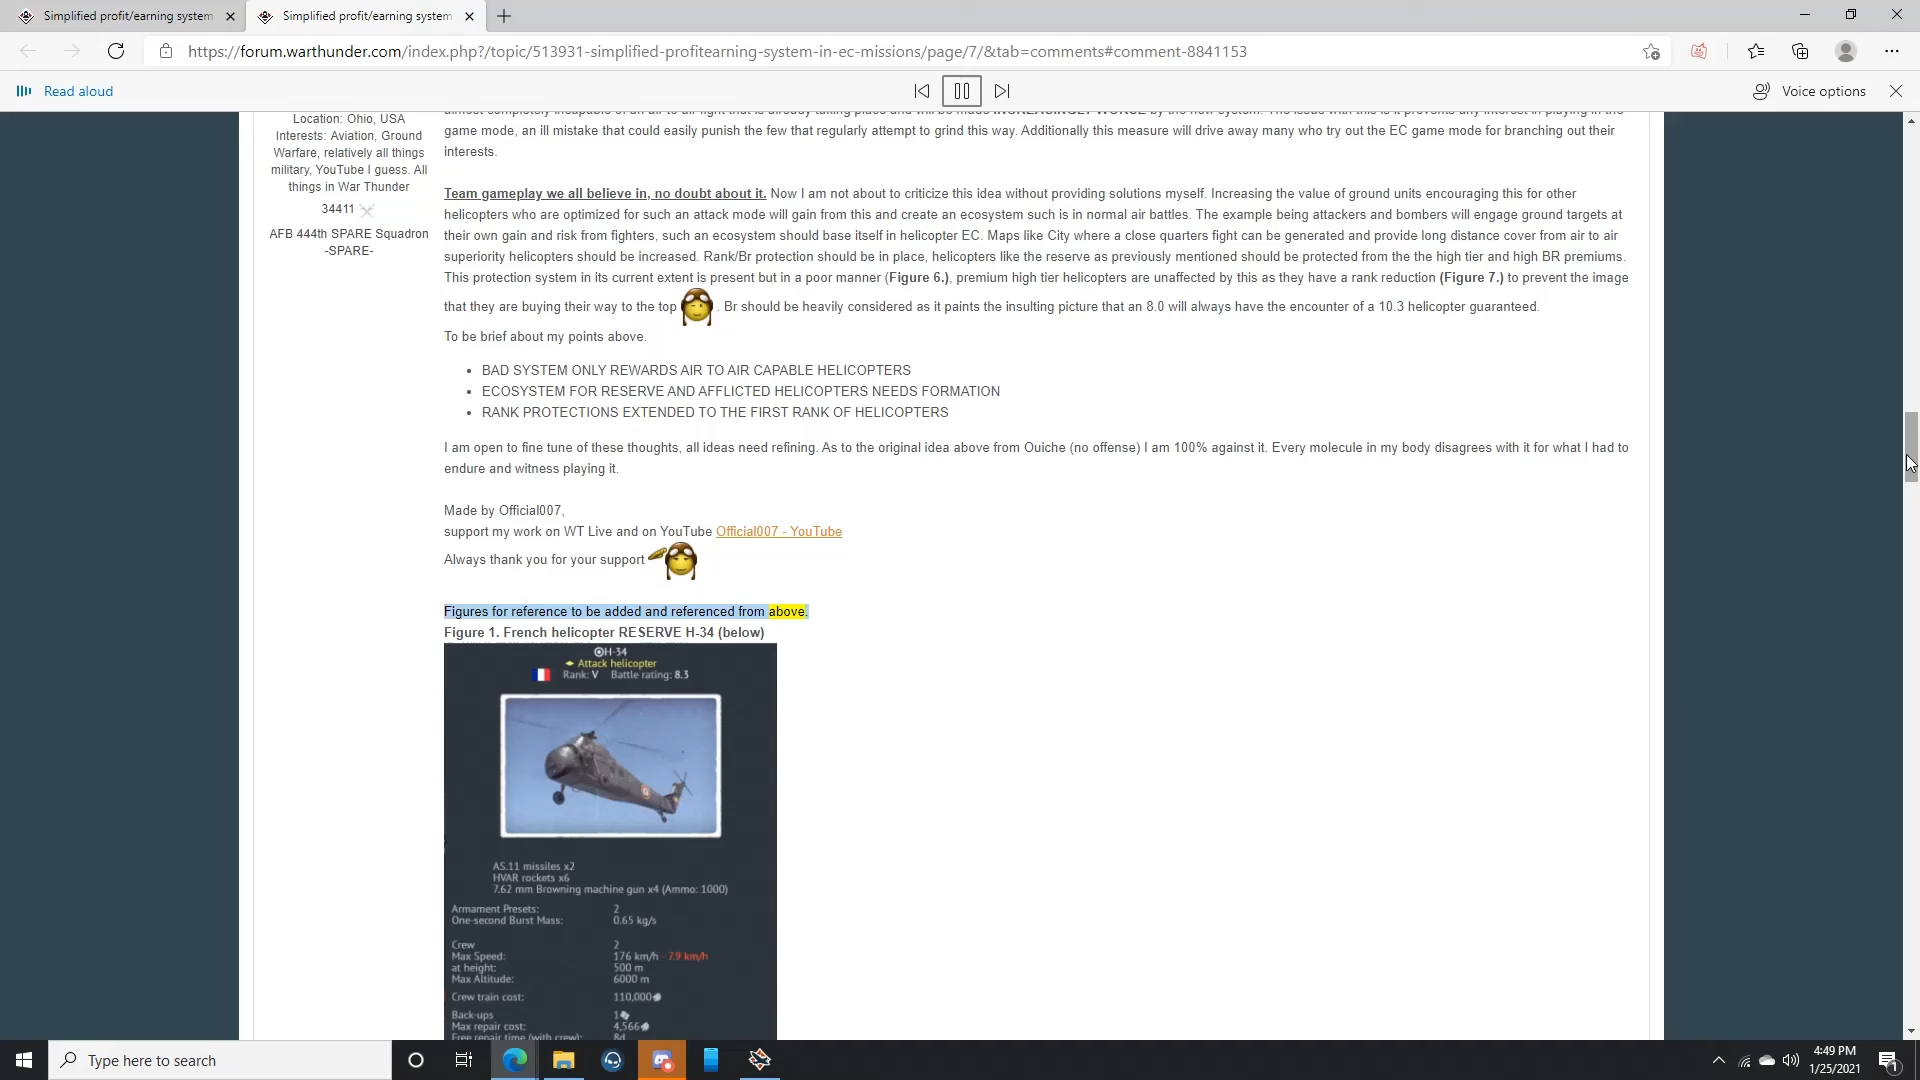 Simplified profit/earning system
Simplified profit/earning system
https://forum.warthunder.com/index.php?/topic/513931-simplified-profitearning-system-in-ec-missions/page/7/&tab=comments#comment-8841153
Read aloud
Voice options
Location: Ohio, USA
Interests: Aviation, Ground
Warfare, relatively all things
military, YouTube I guess. All
things in War Thunder
34411
AFB 444th SPARE Squadron
-SPARE-
game mode, an ill mistake that could easily punish the few that regularly attempt to grind this way. Additionally this measure will drive away many who try out the EC game mode for branching out their
interests.
Team gameplay we all believe in, no doubt about it. Now I am not about to criticize this idea without providing solutions myself. Increasing the value of ground units encouraging this for other
helicopters who are optimized for such an attack mode will gain from this and create an ecosystem such is in normal air battles. The example being attackers and bombers will engage ground targets at
their own gain and risk from fighters, such an ecosystem should base itself in helicopter EC. Maps like City where a close quarters fight can be generated and provide long distance cover from air to air
superiority helicopters should be increased. Rank/Br protection should be in place, helicopters like the reserve as previously mentioned should be protected from the the high tier and high BR premiums.
This protection system in its current extent is present but in a poor manner (Figure 6.), premium high tier helicopters are unaffected by this as they have a rank reduction (Figure 7.) to prevent the image
that they are buying their way to the top . Br should be heavily considered as it paints the insulting picture that an 8.0 will always have the encounter of a 10.3 helicopter guaranteed.
To be brief about my points above.
• BAD SYSTEM ONLY REWARDS AIR TO AIR CAPABLE HELICOPTERS
• ECOSYSTEM FOR RESERVE AND AFFLICTED HELICOPTERS NEEDS FORMATION
• RANK PROTECTIONS EXTENDED TO THE FIRST RANK OF HELICOPTERS
I am open to fine tune of these thoughts, all ideas need refining. As to the original idea above from Ouiche (no offense) I am 100% against it. Every molecule in my body disagrees with it for what I had to
endure and witness playing it.
Made by Official007,
support my work on WT Live and on YouTube Official007 - YouTube
Always thank you for your support
Figures for reference to be added and referenced from above.
Figure 1. French helicopter RESERVE H-34 (below)
H-34
Attack helicopter
Rank: V Battle rating: 8.3
AS.11 missiles x2
HVAR rockets x6
7.62 mm Browning machine gun x4 (Ammo: 1000)
Armament Presets: 2
One-second Burst Mass: 0.65 kg/s
Crew 2
Max Speed: 176 km/h - 7.9 km/h
at height: 500 m
Max Altitude: 6000 m
Crew train cost: 110,000
Back-ups 1
Max repair cost: 4,566
Free repair time (with crew): 8d
Type here to search
4:49 PM
1/25/2021
1